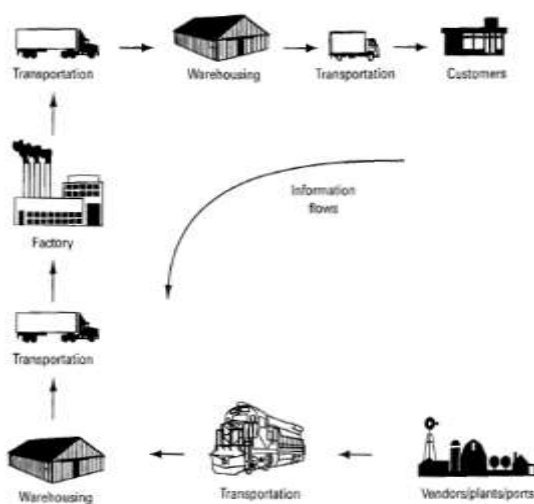 Transportation
Warehousing
Transportation
Customers
Information
flows
Factory
Transportation
Warehousing
Transportation
Vendors/plants/ports